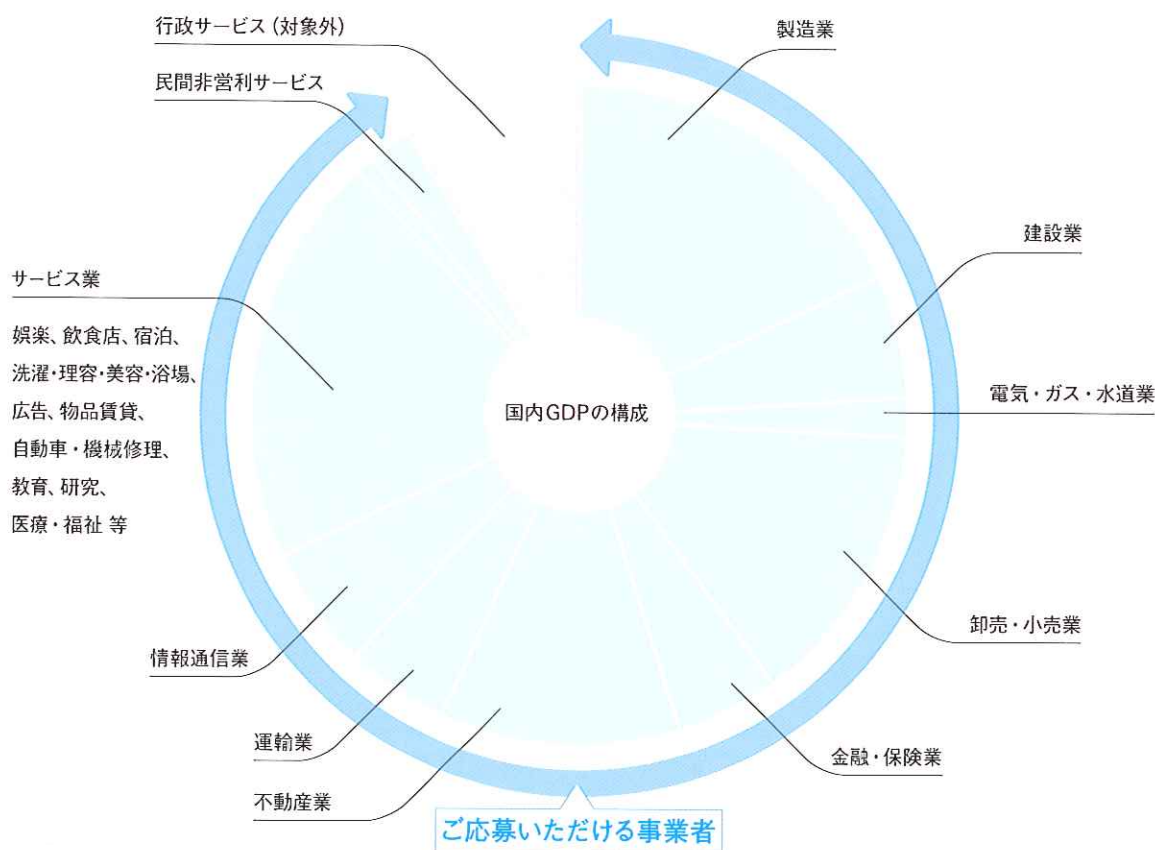 行政サービス（対象外）
民間非営利サービス
製造業
建設業
サービス業
娯楽、飲食店、宿泊、
洗濯・理容・美容・浴場、
広告、物品賃貸、
自動車・機械修理、
教育、研究、
医療・福祉 等
国内GDPの構成
電気・ガス・水道業
卸売・小売業
情報通信業
運輸業
金融・保険業
不動産業
ご応募いただける事業者